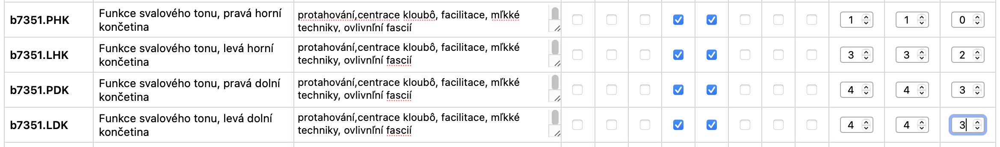 b7351.PHK
Funkce svalového tonu, pravá horní
končetina
protahování,centrace kloubô, facilitace, mľkké
techniky, ovlivnľní fascií
1
1
0
b7351.LHK
Funkce svalového tonu, levá horní
končetina
protahování,centrace kloubô, facilitace, mľkké
techniky, ovlivnľní fascií
3
3
2
b7351.PDK
Funkce svalového tonu, pravá dolní
končetina
protahování,centrace kloubô, facilitace, mľkké
techniky, ovlivnľní fascií
4
4
3
b7351.LDK
Funkce svalového tonu, levá dolní
končetina
protahování,centrace kloubô, facilitace, mľkké
techniky, ovlivnľní fascií
4
4
3